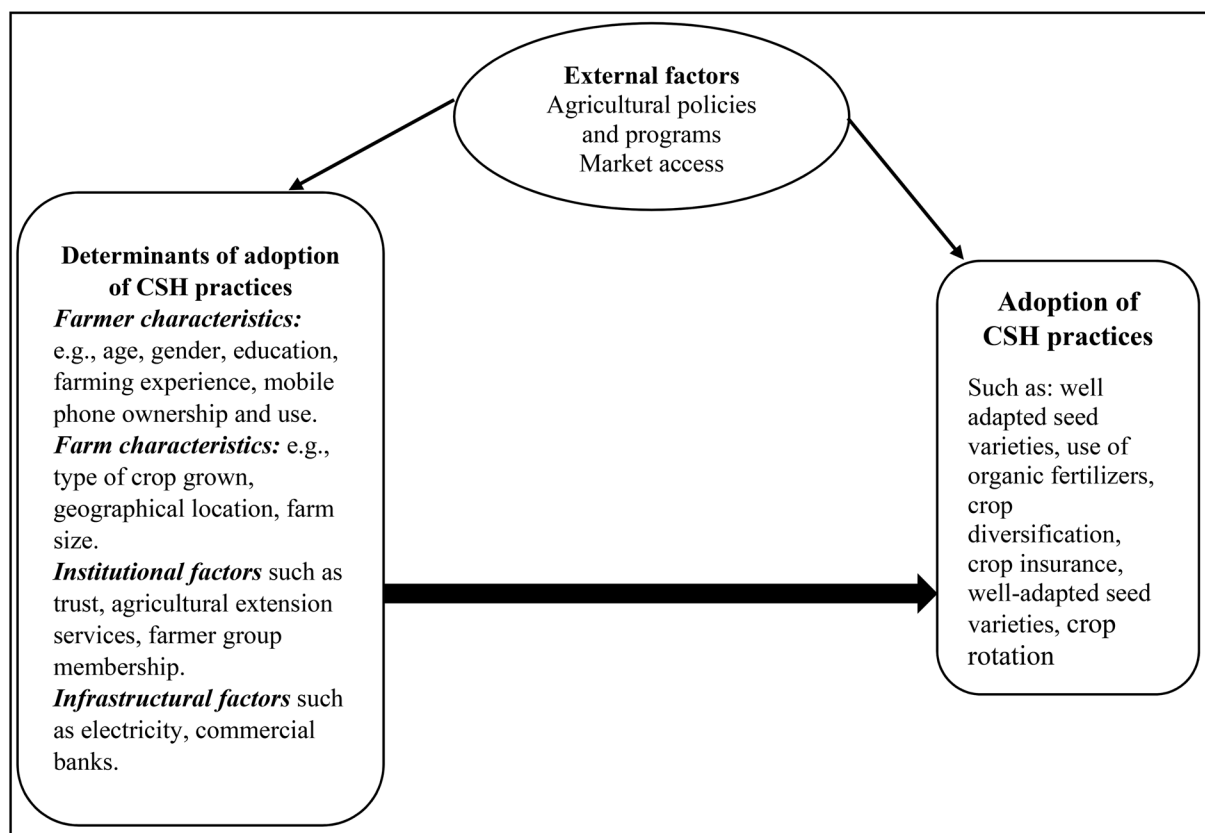 External factors
Agricultural policies
and programs
Market access
Determinants of adoption
of CSH practices
Farmer characteristics:
e.g., age, gender, education,
farming experience, mobile
phone ownership and use.
Farm characteristics: e.g.,
type of crop grown,
geographical location, farm
size.
Institutional factors such as
trust, agricultural extension
services, farmer group
membership.
Infrastructural factors such
as electricity, commercial
banks.
Adoption of
CSH practices
Such as: well
adapted seed
varieties, use of
organic fertilizers,
crop
diversification,
crop insurance,
well-adapted seed
varieties, crop
rotation